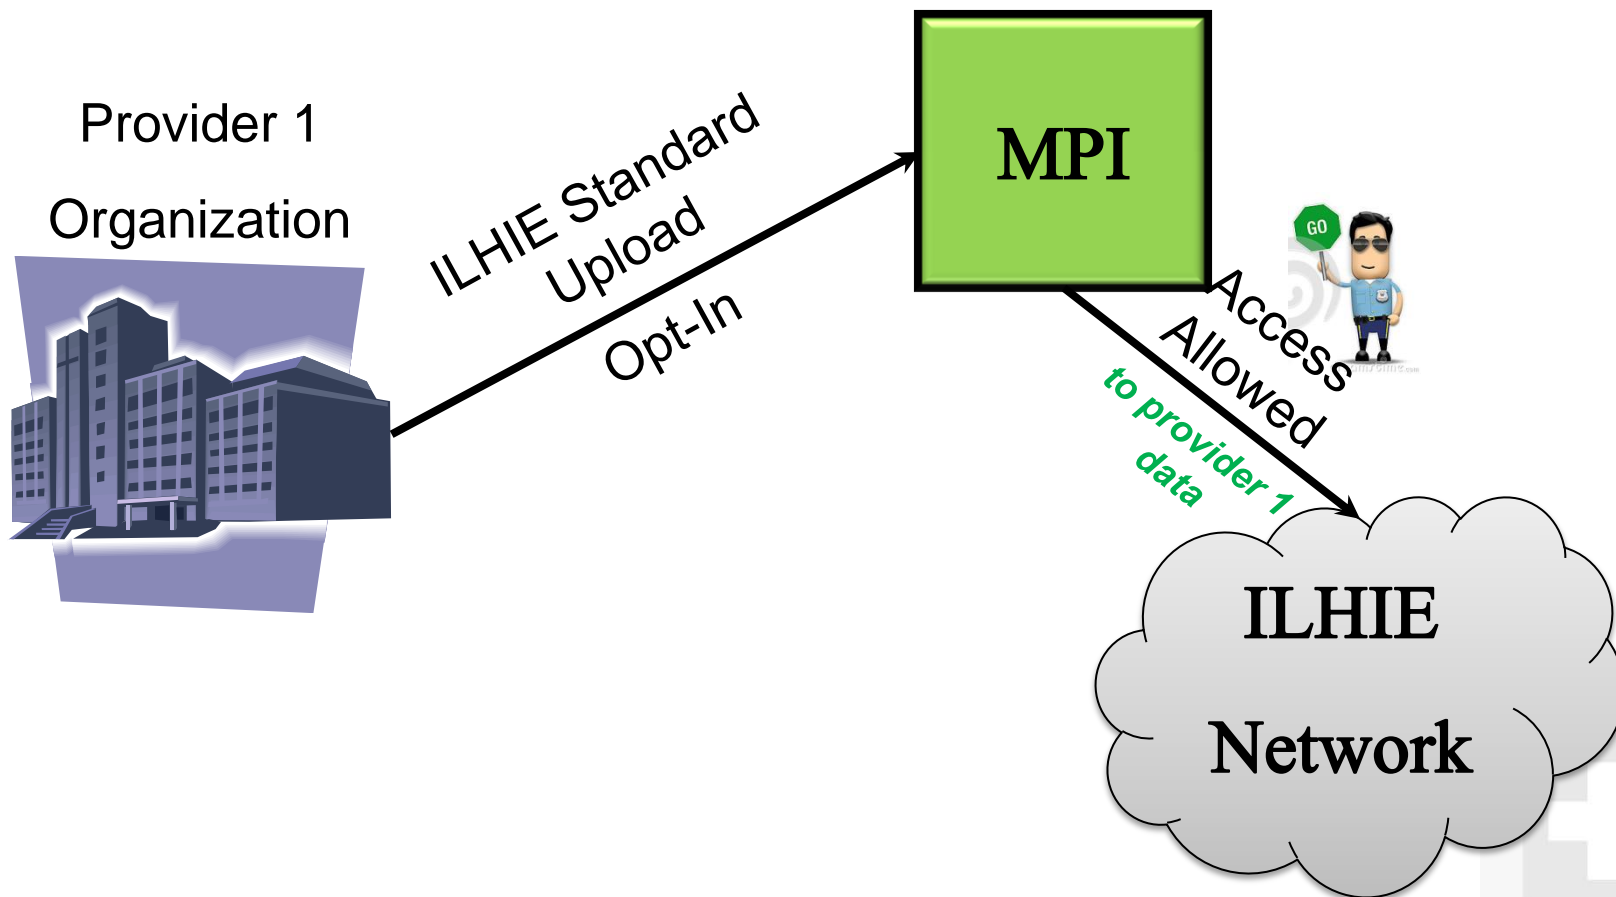 Provider 1
Organization
ILHIE Standard
Upload
Opt-In
MPI
GO
Access
Allowed
to provider 1
data
ILHIE
Network